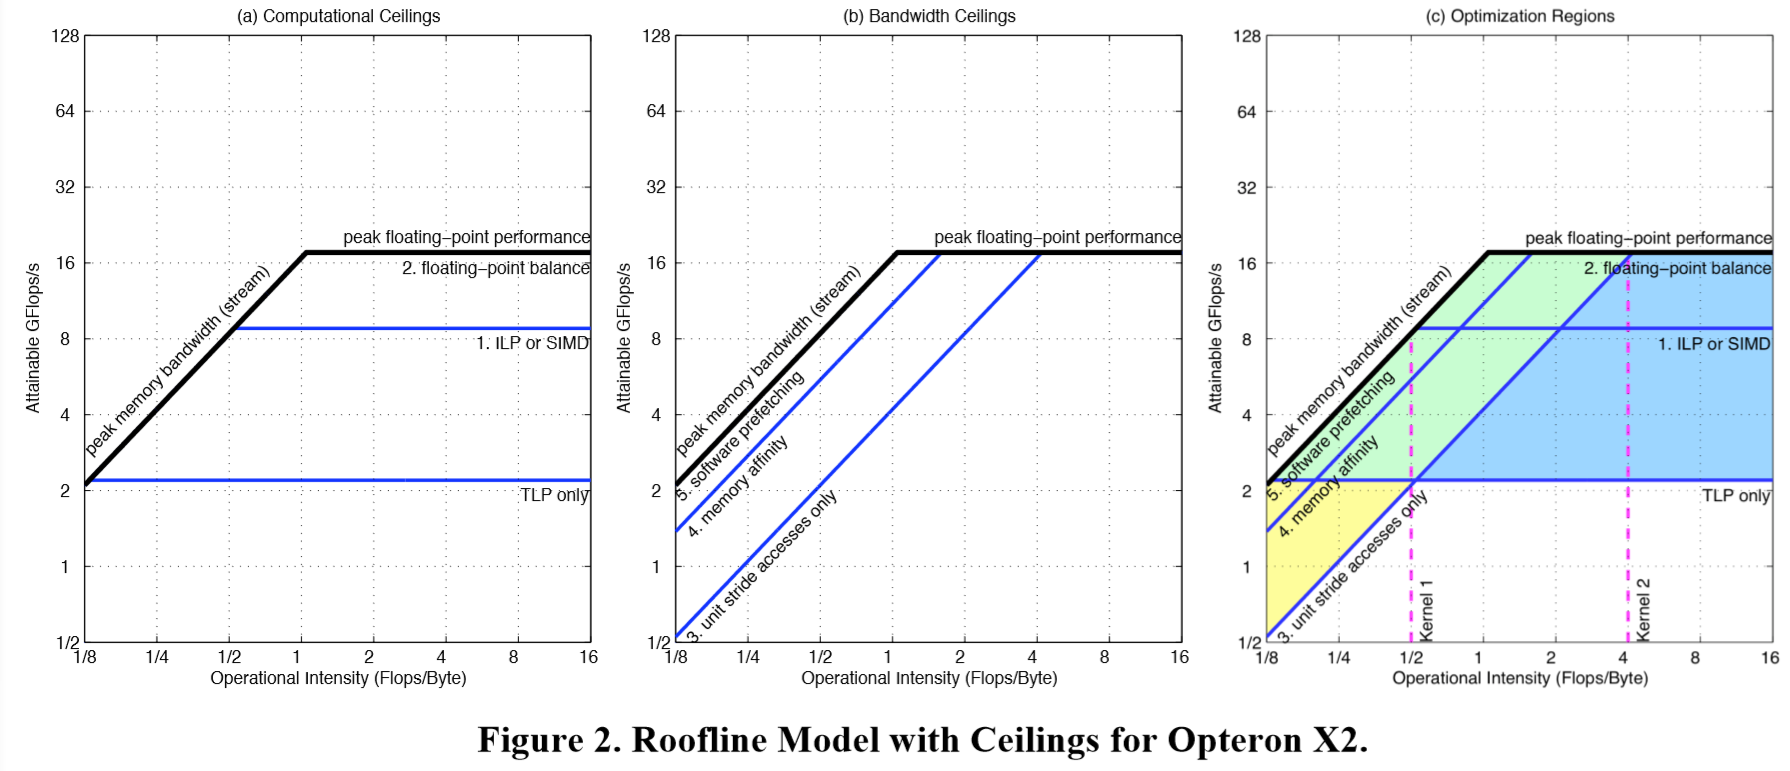 (a) Computational Ceilings
128
64
32
16
8
4
2
1
1/2
Attainable GFlops/s
peak floating–point performance
2. floating–point balance
peak memory bandwidth (stream)
1. ILP or SIMD
TLP only
1/8 1/4 1/2 1 2 4 8 16
Operational Intensity (Flops/Byte)
(b) Bandwidth Ceilings
128
64
32
16
8
4
2
1
1/2
Attainable GFlops/s
peak floating–point performance
peak memory bandwidth (stream)
5. software prefetching
4. memory affinity
3. unit stride accesses only
1/8 1/4 1/2 1 2 4 8 16
Operational Intensity (Flops/Byte)
(c) Optimization Regions
128
64
32
16
8
4
2
1
1/2
Attainable GFlops/s
peak floating–point performance
2. floating–point balance
peak memory bandwidth (stream)
1. ILP or SIMD
5. software prefetching
4. memory affinity
TLP only
3. unit stride accesses only
Kernel 1
Kernel 2
1/8 1/4 1/2 1 2 4 8 16
Operational Intensity (Flops/Byte)
Figure 2. Roofline Model with Ceilings for Opteron X2.